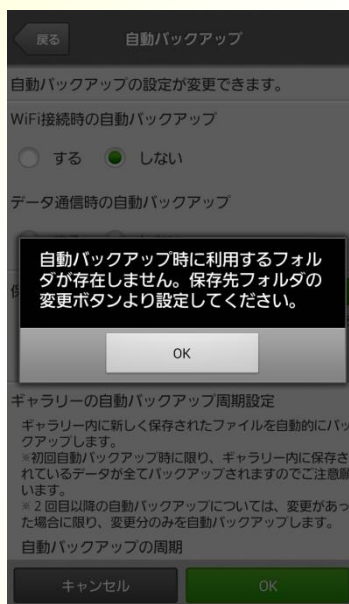 戻る
自動バックアップ
自動バックアップの設定が変更できます。
WiFi接続時の自動バックアップ
する
しない
データ通信時の自動バックアップ
自動バックアップ時に利用するフォル
ダが存在しません。保存先フォルダの
変更ボタンより設定してください。
OK
ギャラリーの自動バックアップ周期設定
ギャラリー内に新しく保存されたファイルを自動的にバッ
クアップします。
※初回自動バックアップ時に限り、ギャラリー内に保存さ
れているデータが全てバックアップされますのでご注意願
います。
※2回目以降の自動バックアップについては、変更があっ
た場合に限り、変更分のみを自動バックアップします。
自動バックアップの周期
キャンセル
OK